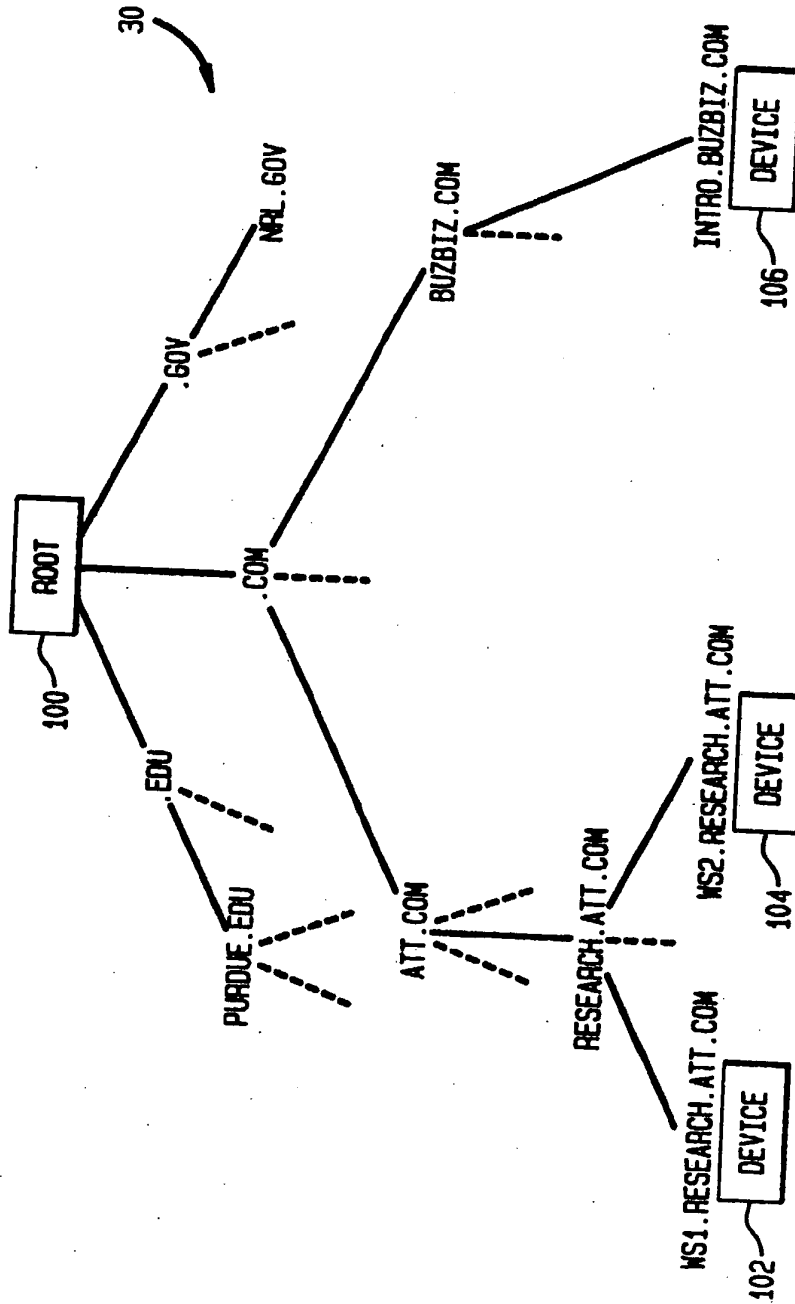 30
ROOT
100
.EDU
.GOV
PURDUE.EDU
.COM
NRL.GOV
ATT.COM
BUZBIZ.COM
RESEARCH.ATT.COM
WS1.RESEARCH.ATT.COM
WS2.RESEARCH.ATT.COM
INTRO.BUZBIZ.COM
DEVICE
DEVICE
DEVICE
102
104
106